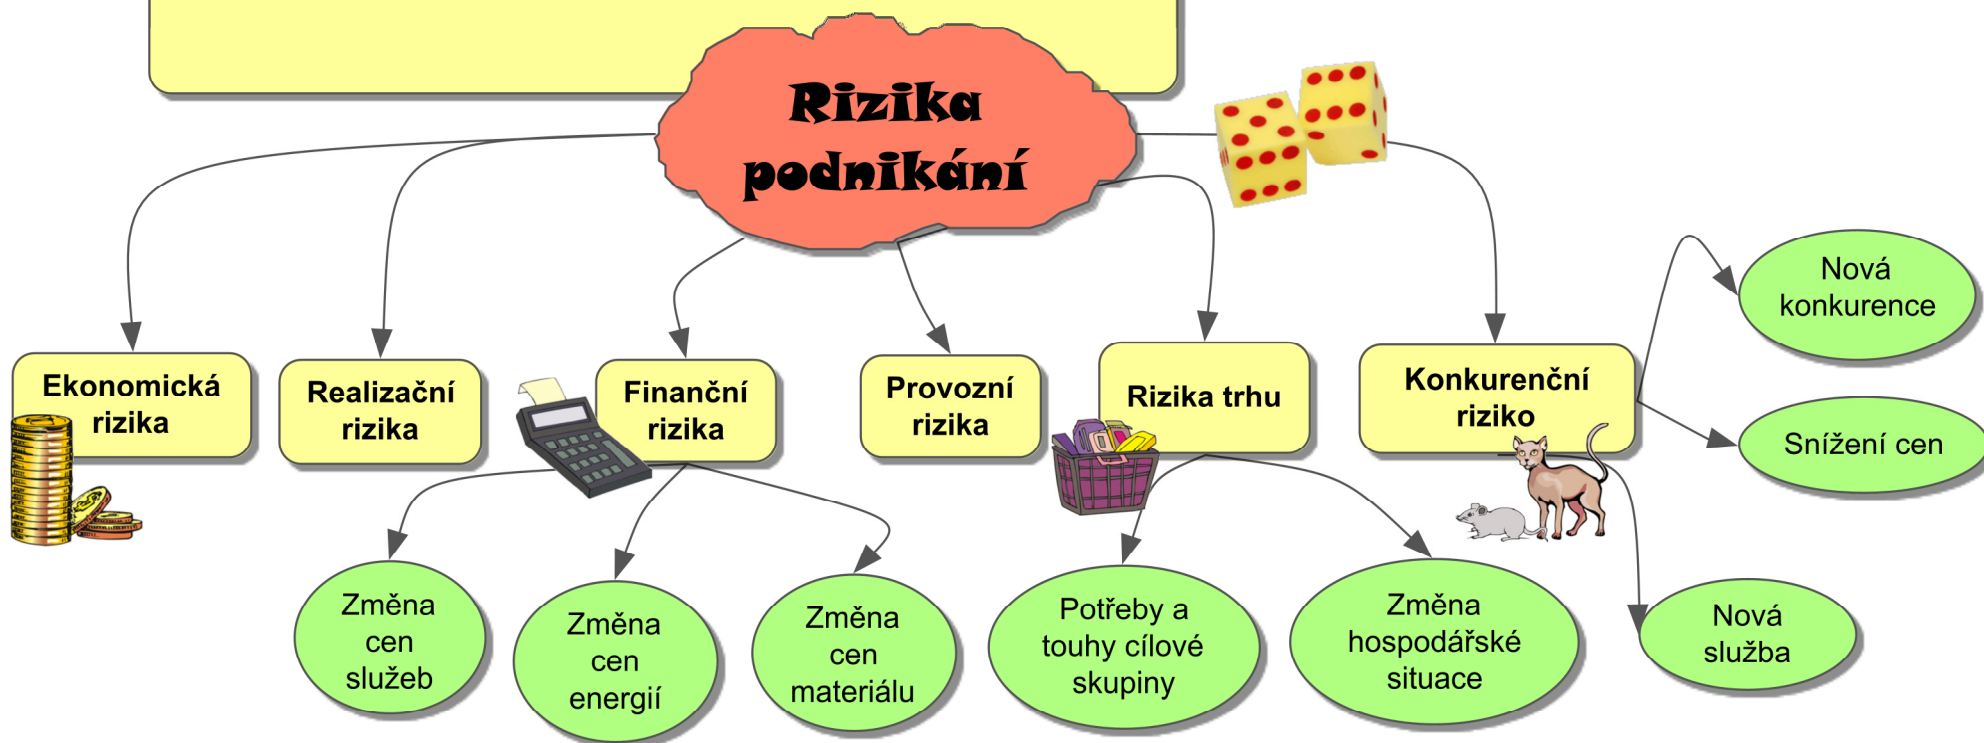 Rizika
podnikání
Ekonomická
rizika
Realizační
rizika
Finanční
rizika
Provozní
rizika
Rizika trhu
Konkurenční
riziko
Nová
konkurence
Snížení cen
Nová
služba
Změna
cen
služeb
Změna
cen
energií
Změna
cen
materiálu
Potřeby a
touhy cílové
skupiny
Změna
hospodářské
situace